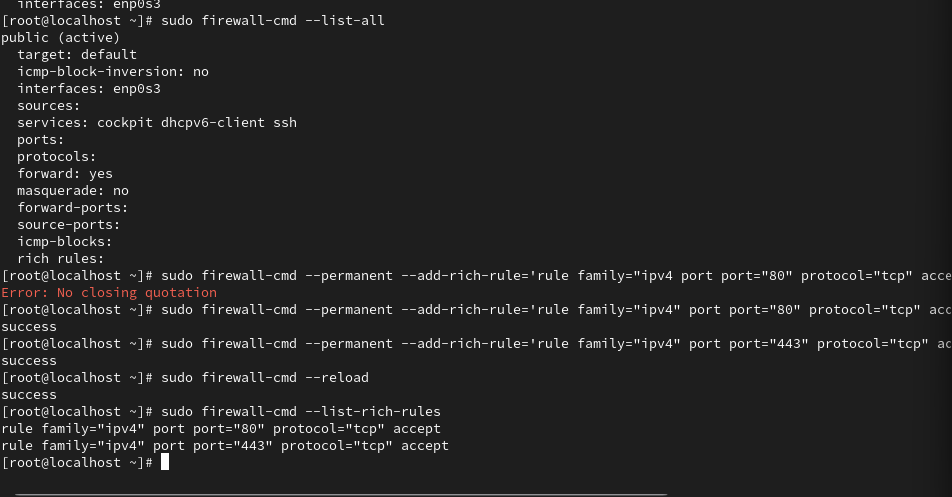 interfaces: enp0s3
[root@localhost ~]# sudo firewall-cmd --list-all
public (active)
  target: default
  icmp-block-inversion: no
  interfaces: enp0s3
  sources:
  services: cockpit dhcpv6-client ssh
  ports:
  protocols:
  forward: yes
  masquerade: no
  forward-ports:
  source-ports:
  icmp-blocks:
  rich rules:
[root@localhost ~]# sudo firewall-cmd --permanent --add-rich-rule='rule family="ipv4 port port="80" protocol="tcp" acce
Error: No closing quotation
[root@localhost ~]# sudo firewall-cmd --permanent --add-rich-rule='rule family="ipv4" port port="80" protocol="tcp" acc
success
[root@localhost ~]# sudo firewall-cmd --permanent --add-rich-rule='rule family="ipv4" port port="443" protocol="tcp" ac
success
[root@localhost ~]# sudo firewall-cmd --reload
success
[root@localhost ~]# sudo firewall-cmd --list-rich-rules
rule family="ipv4" port port="80" protocol="tcp" accept
rule family="ipv4" port port="443" protocol="tcp" accept
[root@localhost ~]#